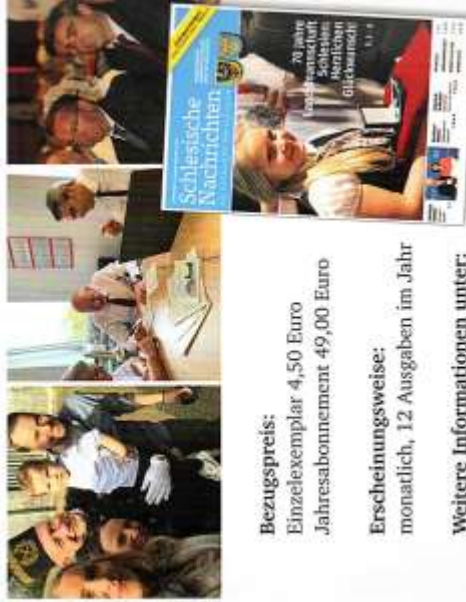 Schlesische
Nachrichten
70 Jahre
Landsmannschaft
Schlesien:
Herzlichen
Glückwunsch!
Bezugspreis:
Einzelexemplar 4,50 Euro
Jahresabonnement 49,00 Euro
Erscheinungsweise:
monatlich, 12 Ausgaben im Jahr
Weitere Informationen unter: